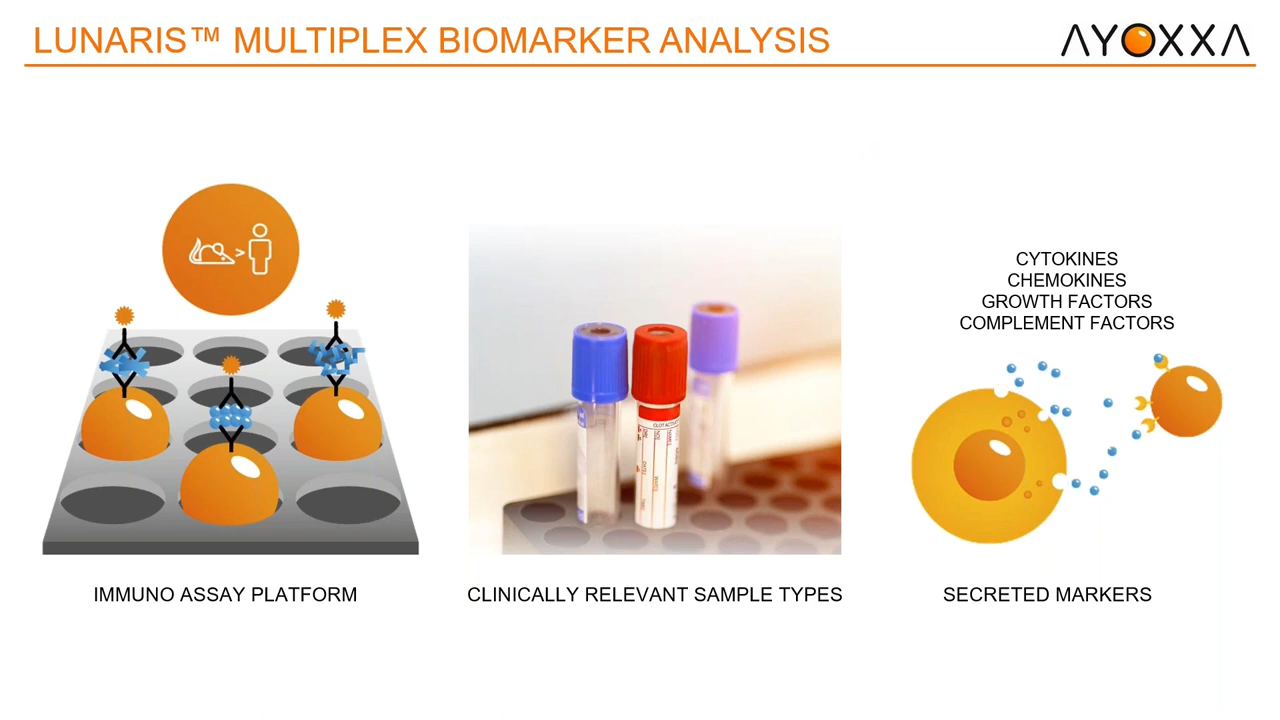 LUNARIS™ MULTIPLEX BIOMARKER ANALYSIS
AYOXXA
>
CYTOKINES
CHEMOKINES
GROWTH FACTORS
COMPLEMENT FACTORS
IMMUNO ASSAY PLATFORM
CLINICALLY RELEVANT SAMPLE TYPES
SECRETED MARKERS